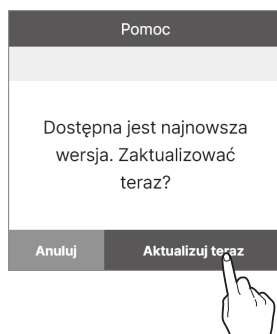 Pomoc
Dostępna jest najnowsza
wersja. Zaktualizować
teraz?
Anuluj Aktualizuj teraz